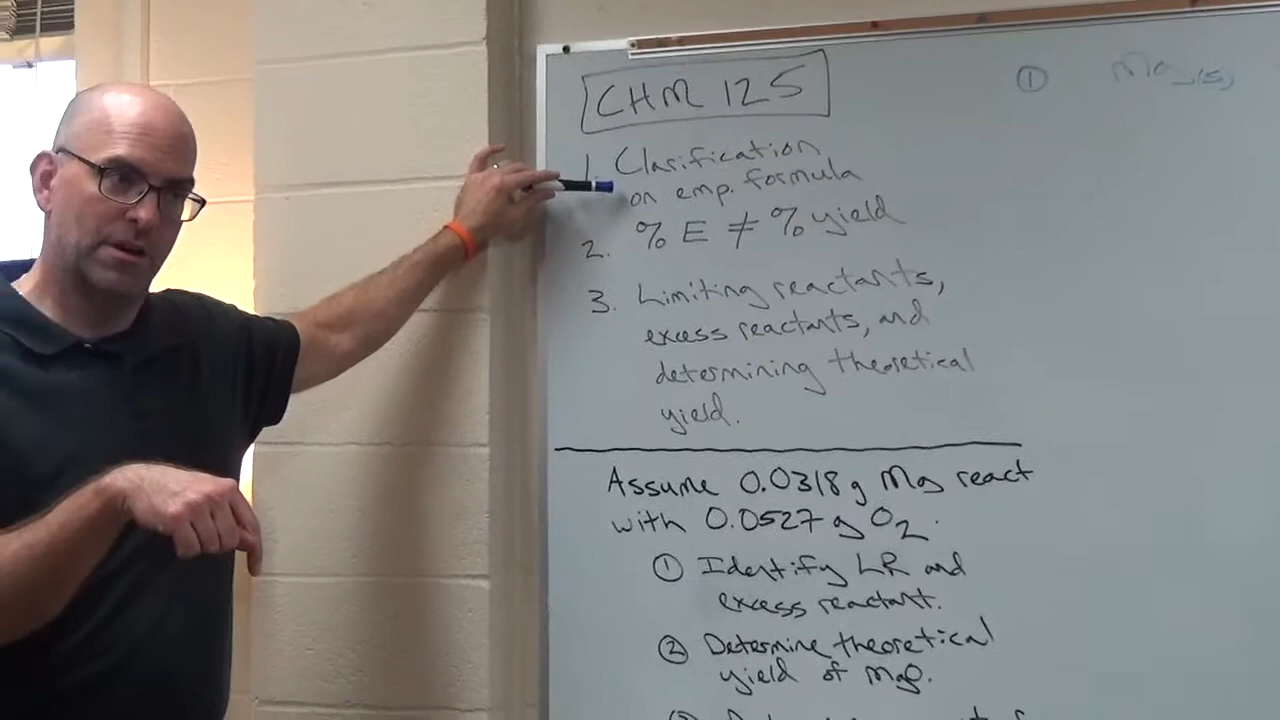 CHM 125
1. Clarification
on emp. formula
2. % E ≠ % yield
3. Limiting reactants,
excess reactants, and
determining theoretical
yield.
Assume 0.0318 g Mg react
with 0.0527 g O2.
① Identify LR and
excess reactant.
② Determine theoretical
yield of MgO.
①
(s)